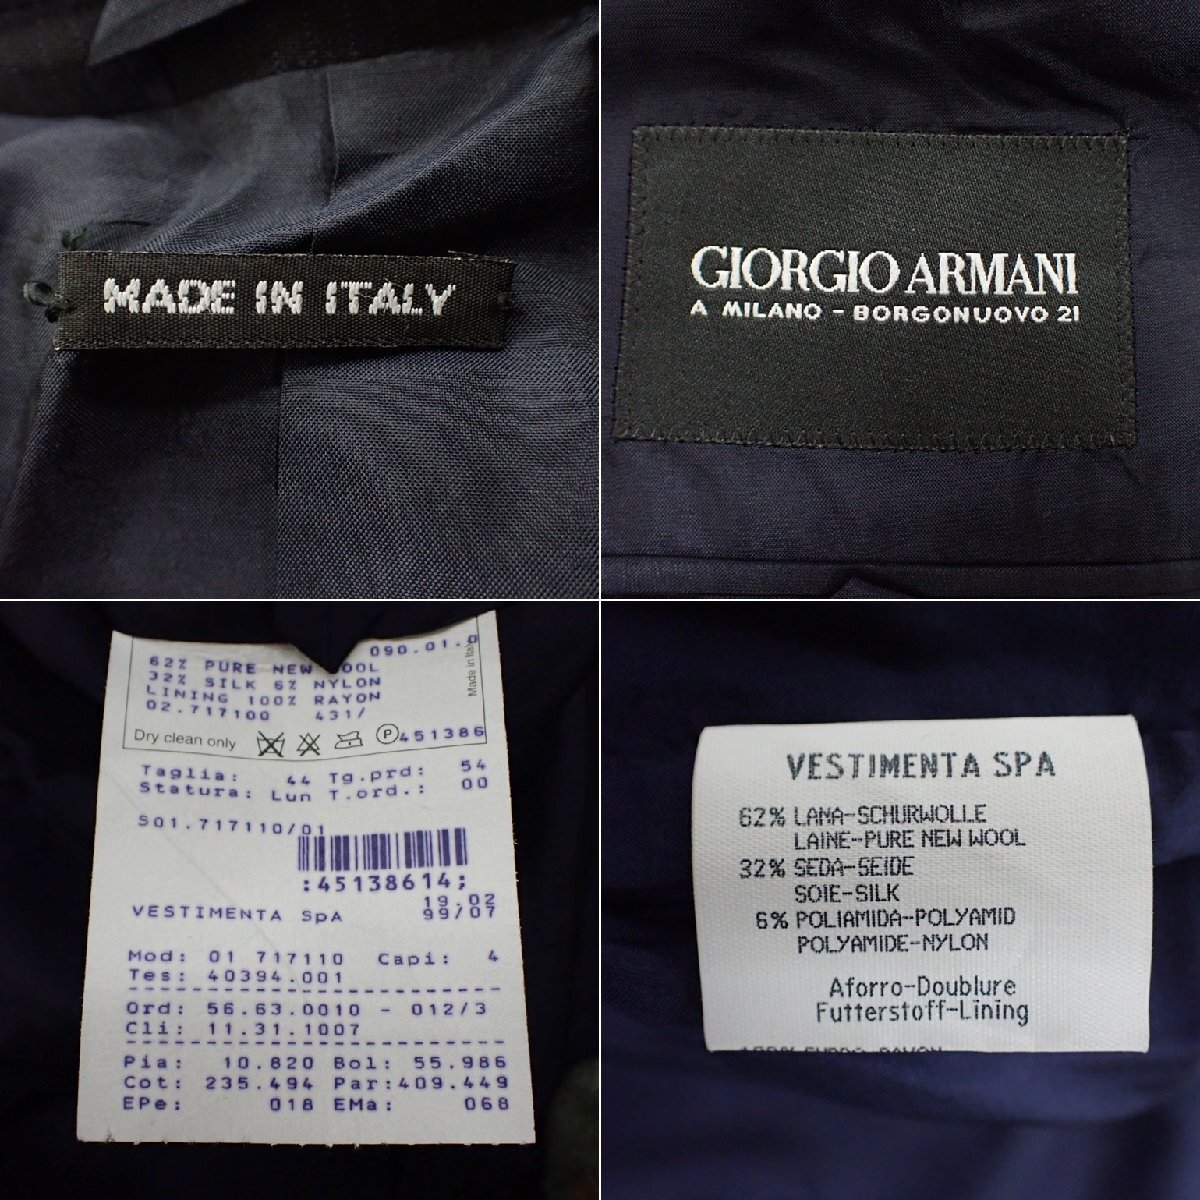 MADE IN ITALY
GIORGIO ARMANI
A MILANO - BORGONUOVO 21
090.01.0
62% PURE NEW WOOL
32% SILK 6% NYLON
LINING 100% RAYON
02.717100 431/
Made in Italy
Dry clean only P 451386
Taglia: 44 Tg.prd: 54
Statura: Lun T.ord.: 00
S01.717110/01
:45138614;
19.02
VESTIMENTA SpA 99/07
Mod: 01 717110 Capi: 4
Tes: 40394.001
Ord: 56.63.0010 - 012/3
Cli: 11.31.1007
Pia: 10.820 Bol: 55.986
Cot: 235.494 Par: 409.449
EPe: 018 EMa: 068
VESTIMENTA SPA
62% LANA-SCHURWOLLE
LAINE-PURE NEW WOOL
32% SEDA-SEIDE
SOIE-SILK
6% POLIAMIDA-POLYAMID
POLYAMIDE-NYLON
Aforro-Doublure
Futterstoff-Lining